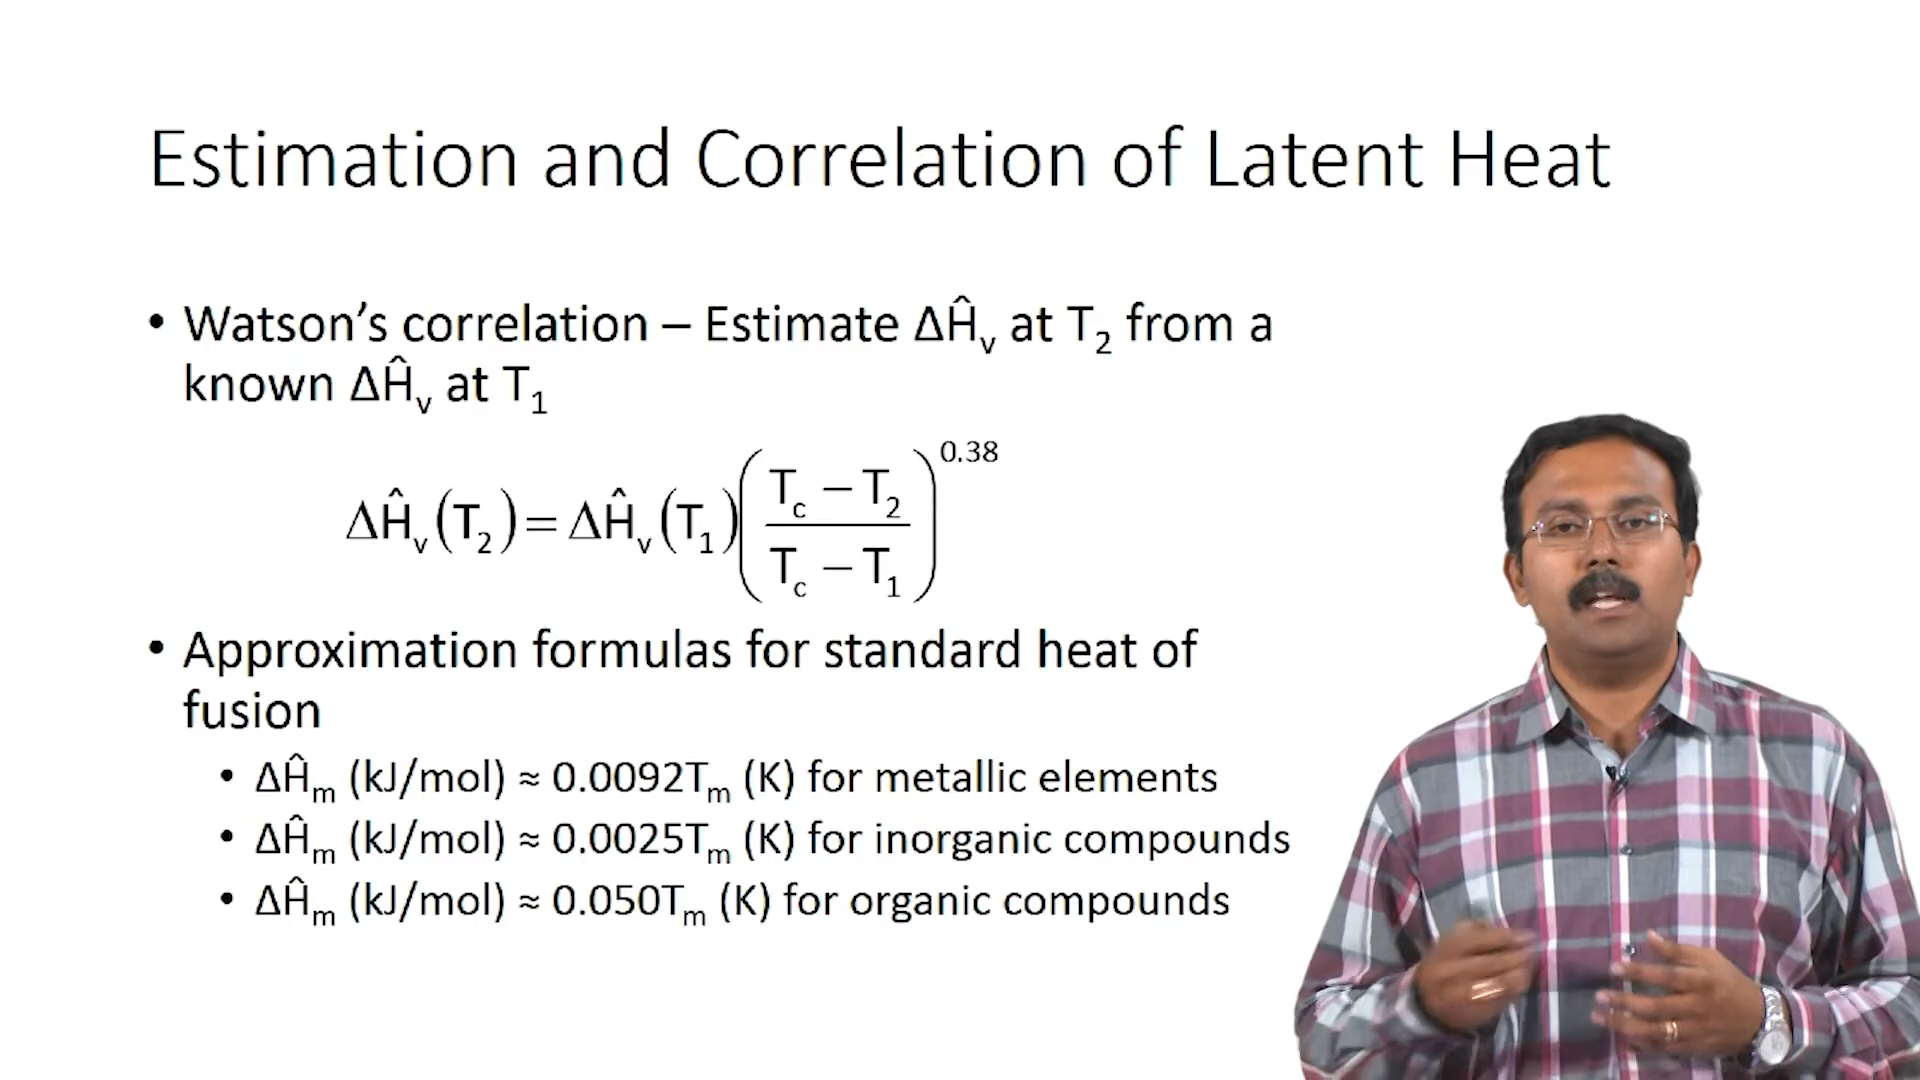 Estimation and Correlation of Latent Heat
• Watson’s correlation – Estimate ΔĤᵥ at T₂ from a
known ΔĤᵥ at T₁
ΔĤᵥ(T₂) = ΔĤᵥ(T₁)((T_c − T₂)/(T_c − T₁))^0.38
• Approximation formulas for standard heat of
fusion
• ΔĤₘ (kJ/mol) ≈ 0.0092Tₘ (K) for metallic elements
• ΔĤₘ (kJ/mol) ≈ 0.0025Tₘ (K) for inorganic compounds
• ΔĤₘ (kJ/mol) ≈ 0.050Tₘ (K) for organic compounds